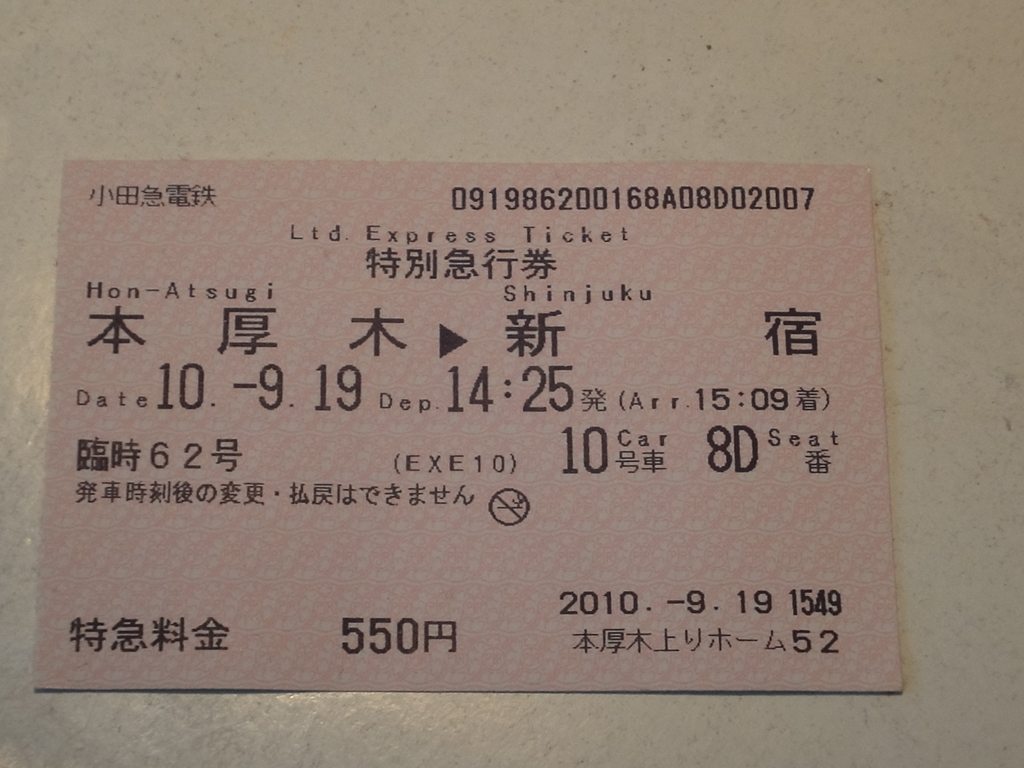 小田急電鉄 091986200168A08D02007
Ltd. Express Ticket
特別急行券
Hon-Atsugi Shinjuku
本厚木▶新宿
Date 10.-9.19 Dep. 14:25発 (Arr. 15:09着)
臨時62号 (EXE10) 10 Car 号車 8D Seat 番
発車時刻後の変更・払戻はできません
2010.-9.19 1549
特急料金 550円 本厚木上りホーム52